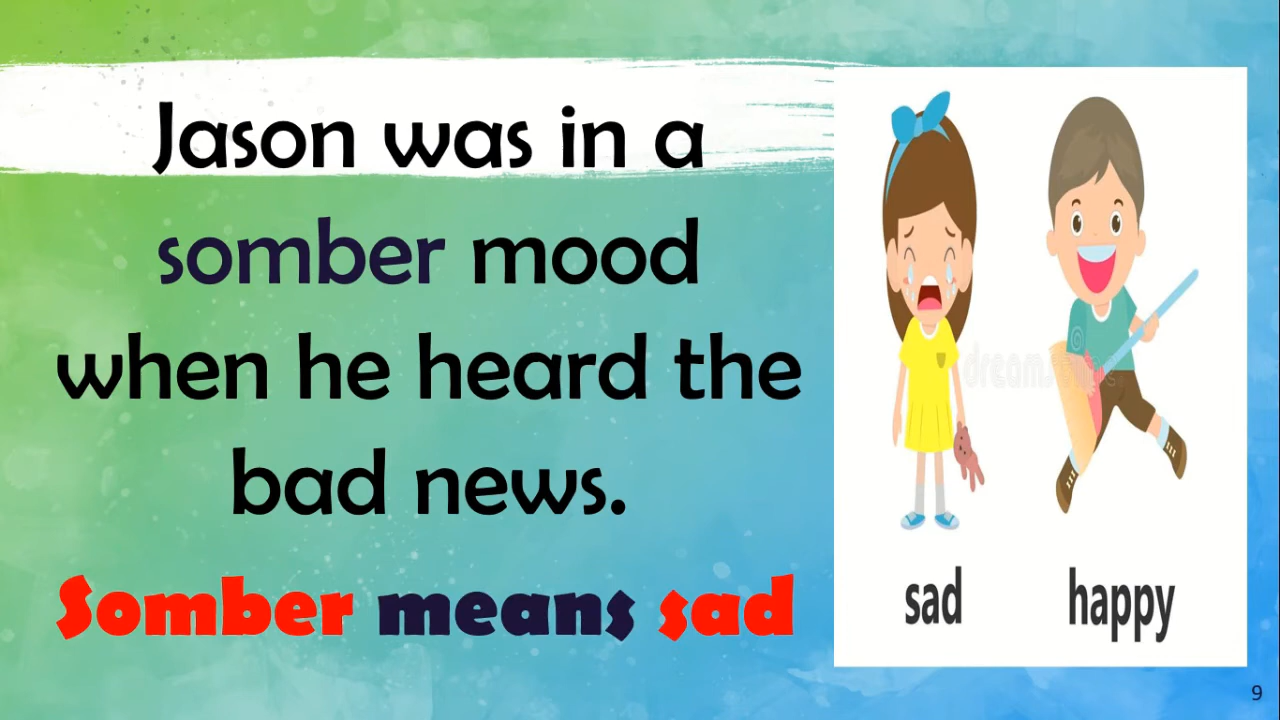 Jason was in a
somber mood
when he heard the
bad news.
Somber means sad
sad
happy
9